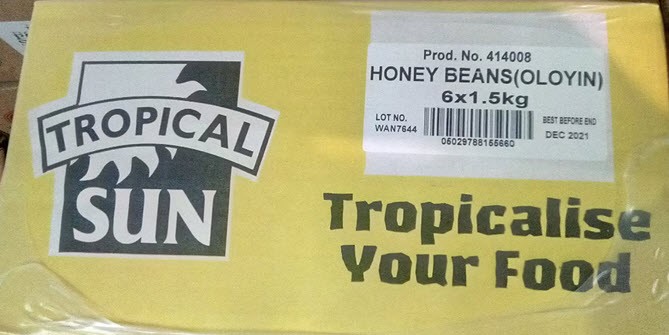 TROPICAL
SUN
Prod. No. 414008
HONEY BEANS(OLOYIN)
6x1.5kg
LOT NO.
WAN7644
BEST BEFORE END
DEC 2021
05029788155660
Tropicalise
Your Food